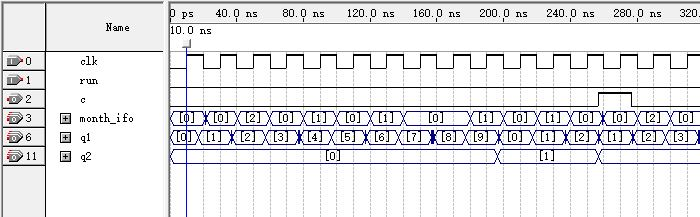 Name
0 ps 40.0 ns 80.0 ns 120.0 ns 160.0 ns 200.0 ns 240.0 ns 280.0 ns 320.
10.0 ns
0 clk
1 run
2 c
3 month_ifo [0] [0] [2] [0] [1] [0] [1] [0] [1] [0] [1] [0] [0] [2] [0]
6 q1 [0] [1] [2] [3] [4] [5] [6] [7] [8] [9] [0] [1] [2] [1] [2] [3]
11 q2 [0] [1]